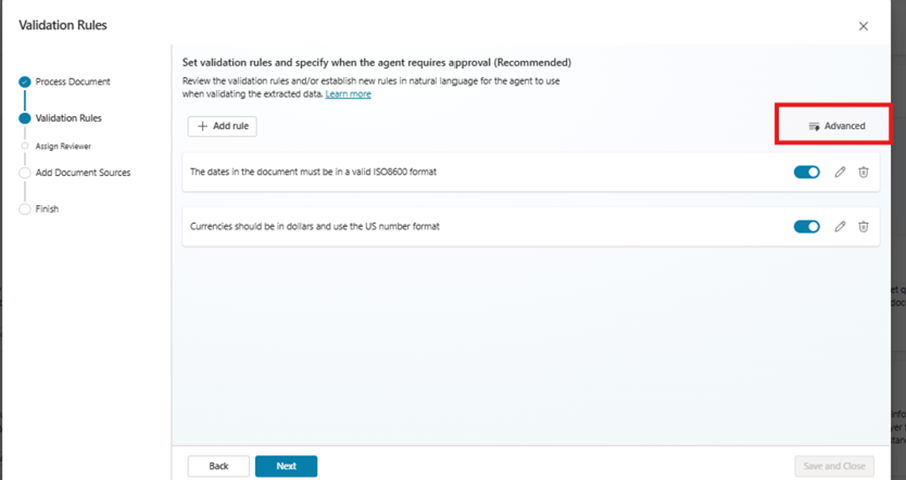 Validation Rules
Process Document
Validation Rules
Assign Reviewer
Add Document Sources
Finish
Set validation rules and specify when the agent requires approval (Recommended)
Review the validation rules and/or establish new rules in natural language for the agent to use
when validating the extracted data. Learn more
+ Add rule
Advanced
The dates in the document must be in a valid ISO8600 format
Currencies should be in dollars and use the US number format
Back
Next
Save and Close